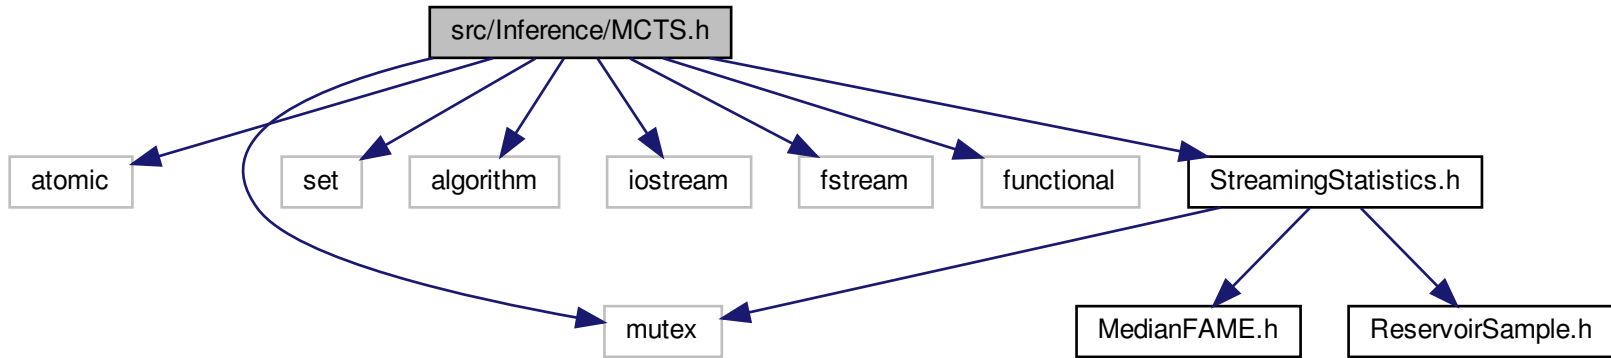 src/Inference/MCTS.h
atomic
set
algorithm
iostream
fstream
functional
StreamingStatistics.h
mutex
MedianFAME.h
ReservoirSample.h